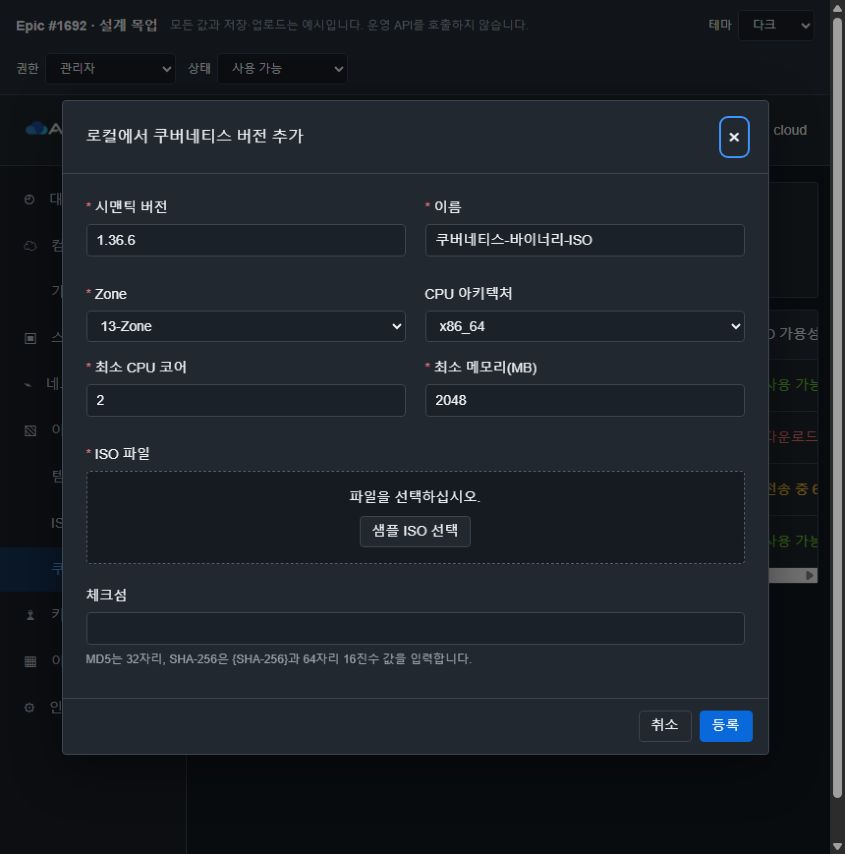 Epic #1692 · 설계 목업 모든 값과 저장·업로드는 예시입니다. 운영 API를 호출하지 않습니다. 테마 다크
권한 관리자 상태 사용 가능
cloud
로컬에서 쿠버네티스 버전 추가 ×
* 시맨틱 버전 * 이름
1.36.6 쿠버네티스-바이너리-ISO
* Zone CPU 아키텍처
13-Zone x86_64
* 최소 CPU 코어 * 최소 메모리(MB)
2 2048
* ISO 파일
파일을 선택하십시오.
샘플 ISO 선택
체크섬
MD5는 32자리, SHA-256은 {SHA-256}과 64자리 16진수 값을 입력합니다.
취소 등록
가용성
사용 가능
다운로드
전송 중 6
사용 가능